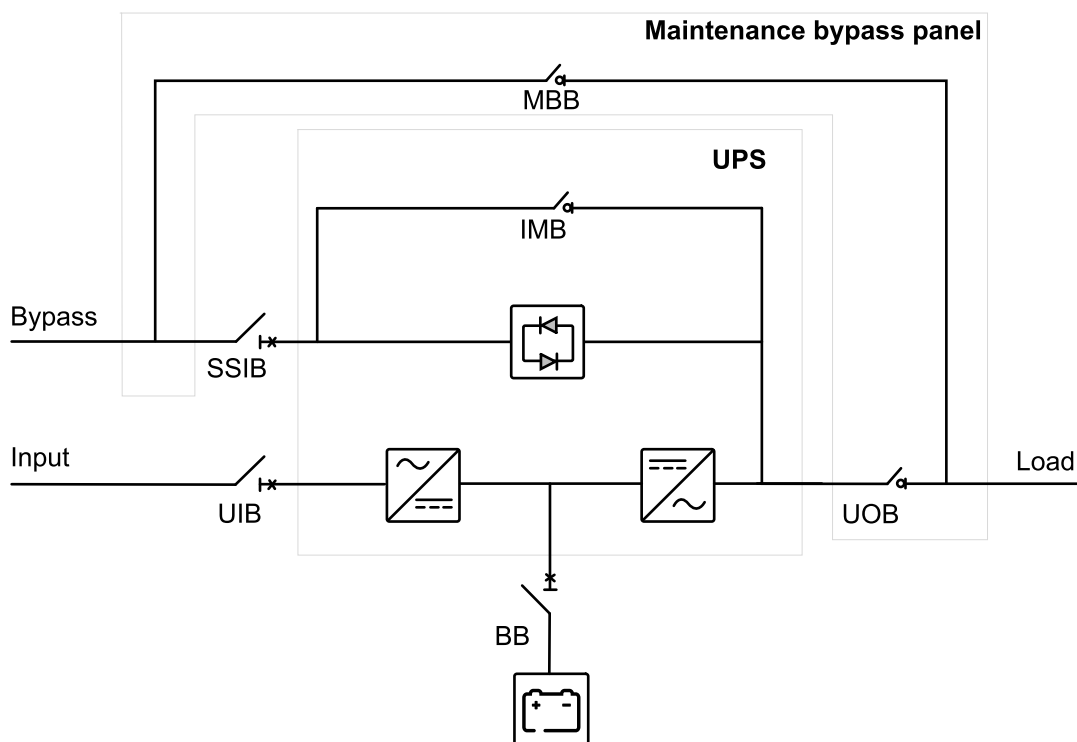 Maintenance bypass panel
MBB
UPS
IMB
Bypass
SSIB
Input
Load
UIB
UOB
BB